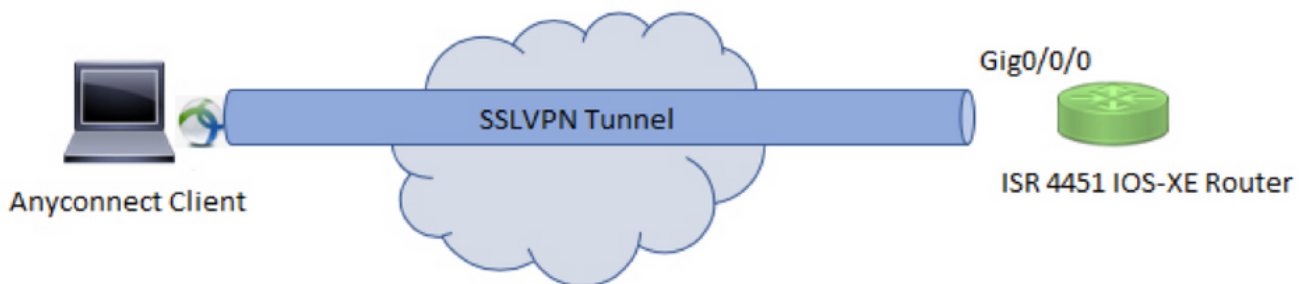 Gig0/0/0
SSLVPN Tunnel
Anyconnect Client
ISR 4451 IOS-XE Router